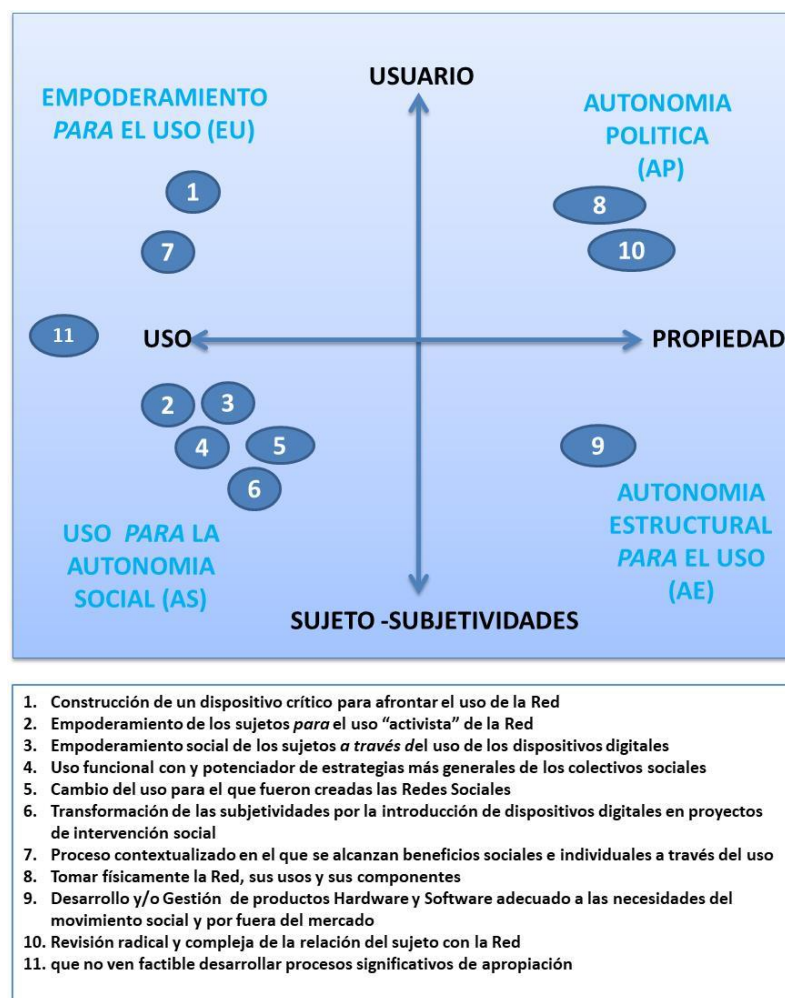 USUARIO
EMPODERAMIENTO
PARA EL USO (EU)
AUTONOMIA
POLITICA
(AP)
1
8
7
10
11
USO
PROPIEDAD
2
3
4
5
9
6
USO PARA LA
AUTONOMIA
SOCIAL (AS)
AUTONOMIA
ESTRUCTURAL
PARA EL USO
(AE)
SUJETO -SUBJETIVIDADES
1. Construcción de un dispositivo crítico para afrontar el uso de la Red
2. Empoderamiento de los sujetos para el uso “activista” de la Red
3. Empoderamiento social de los sujetos a través del uso de los dispositivos digitales
4. Uso funcional con y potenciador de estrategias más generales de los colectivos sociales
5. Cambio del uso para el que fueron creadas las Redes Sociales
6. Transformación de las subjetividades por la introducción de dispositivos digitales en proyectos
de intervención social
7. Proceso contextualizado en el que se alcanzan beneficios sociales e individuales a través del uso
8. Tomar físicamente la Red, sus usos y sus componentes
9. Desarrollo y/o Gestión de productos Hardware y Software adecuado a las necesidades del
movimiento social y por fuera del mercado
10. Revisión radical y compleja de la relación del sujeto con la Red
11. que no ven factible desarrollar procesos significativos de apropiación